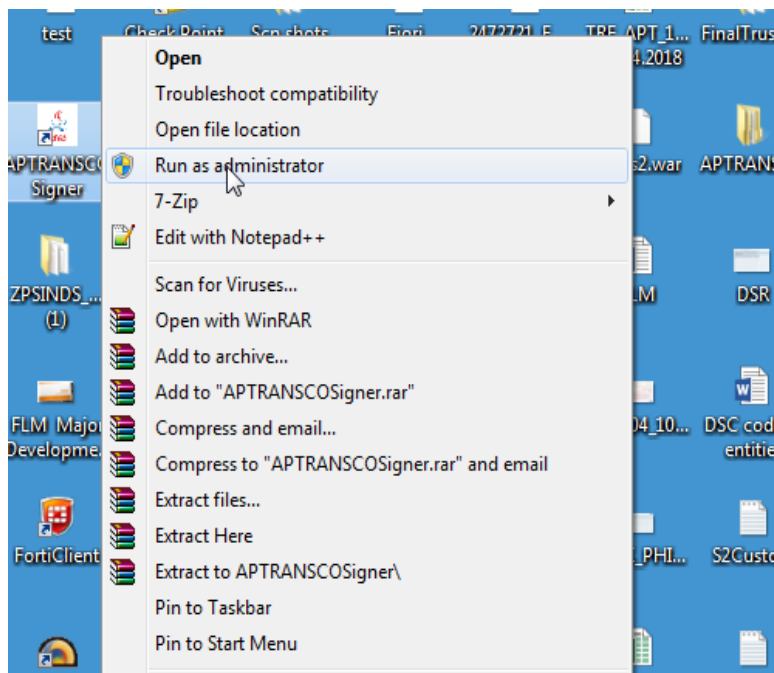 test
Check Point
Scn shots
Fiori
2472721_F
TRF_APT_1...
4.2018
FinalTrus
Open
Troubleshoot compatibility
Open file location
Run as administrator
7-Zip
Edit with Notepad++
Scan for Viruses...
Open with WinRAR
Add to archive...
Add to "APTRANSCOSigner.rar"
Compress and email...
Compress to "APTRANSCOSigner.rar" and email
Extract files...
Extract Here
Extract to APTRANSCOSigner\
Pin to Taskbar
Pin to Start Menu
APTRANSCO
Signer
s2.war
APTRANS
ZPSINDS_...
(1)
LM
DSR
FLM Major
Developme.
04_10...
DSC cod
entitie
FortiClient
_PHI...
S2Custo